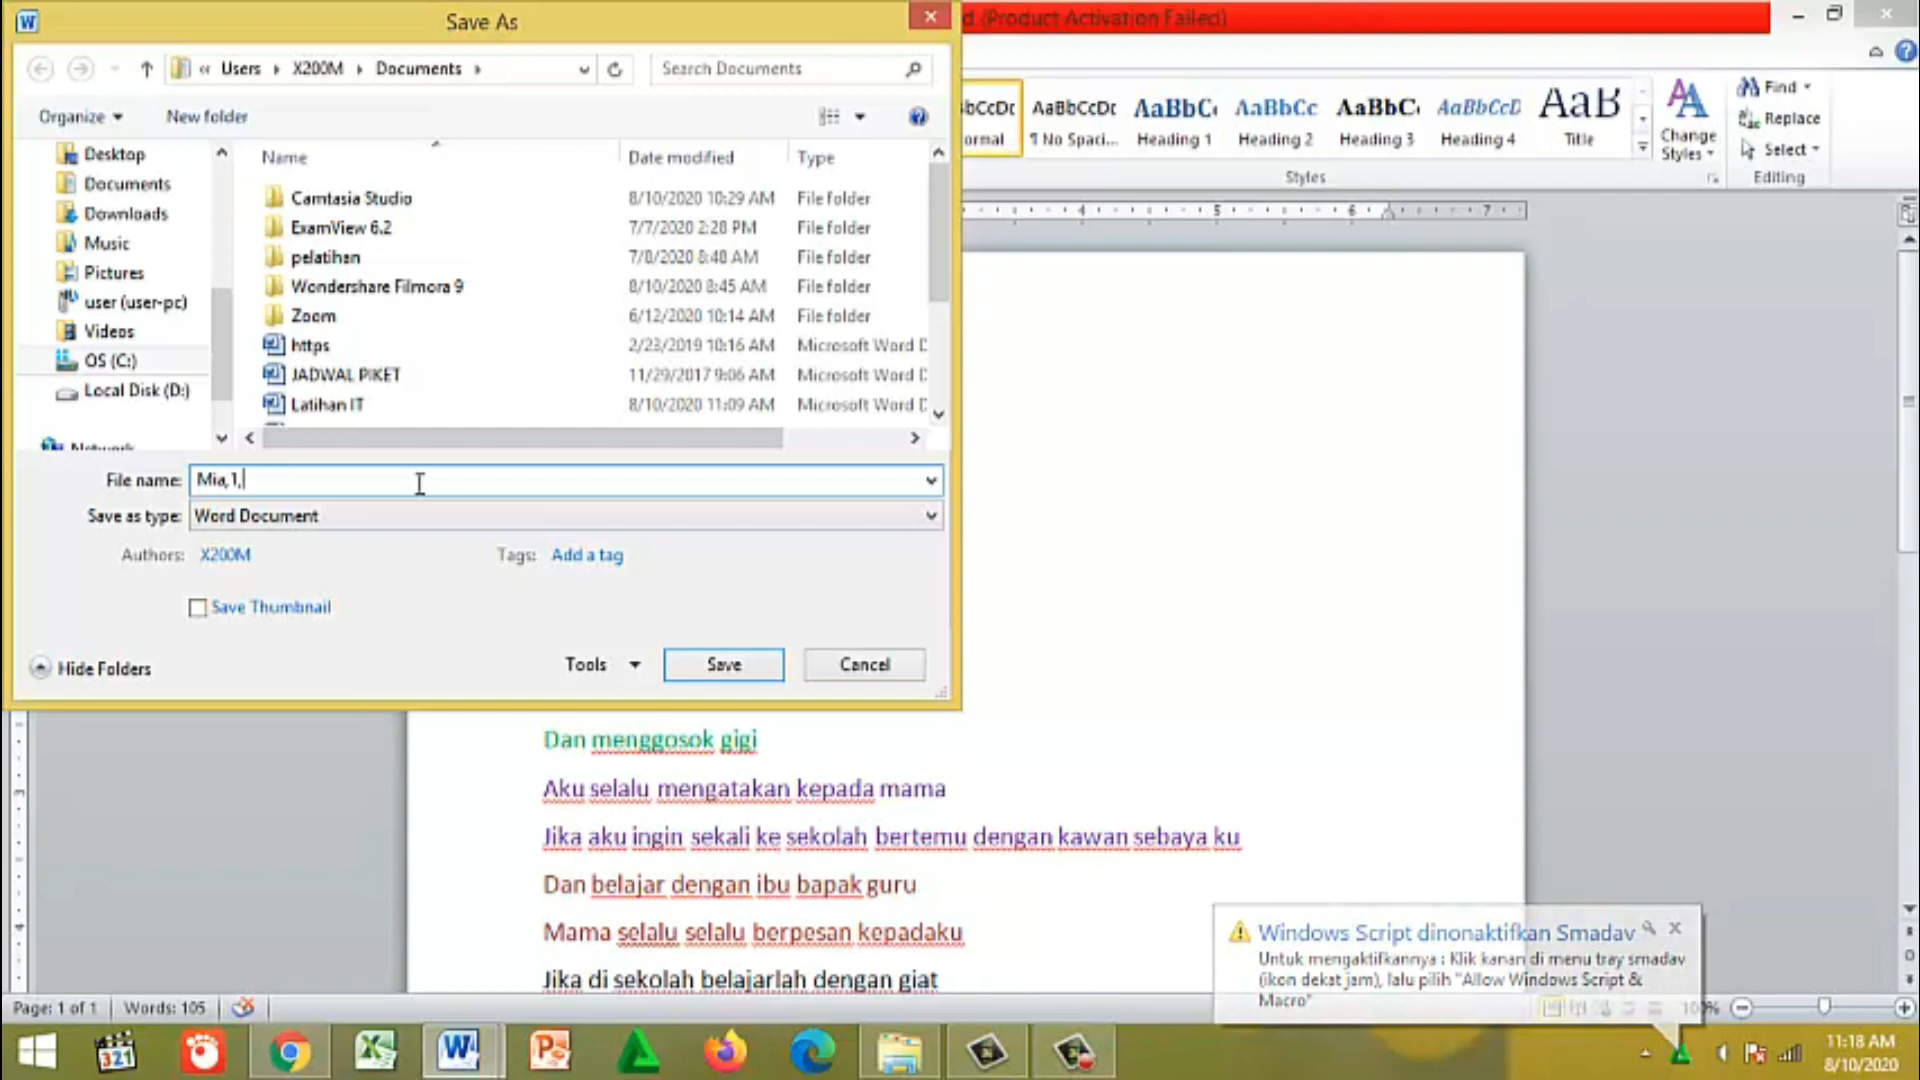 Save As
d (Product Activation Failed)
« Users Documents X200M
Search Documents
Organize
New folder
Name
Date modified
Type
Desktop
Documents
Downloads
Music
Pictures
user (user-pc)
Videos
OS (C:)
Local Disk (D:)
Network
Camtasia Studio 8/10/2020 10:29 AM File folder
ExamView 6.2 7/7/2020 2:28 PM File folder
pelatihan 7/8/2020 8:48 AM File folder
Wondershare Filmora 9 8/10/2020 8:45 AM File folder
Zoom 6/12/2020 10:14 AM File folder
https 2/23/2019 10:16 AM Microsoft Word D
JADWAL PIKET 11/29/2017 9:06 AM Microsoft Word D
Latihan IT 8/10/2020 11:09 AM Microsoft Word D
File name: Mia,1,
Save as type: Word Document
Authors: X200M
Tags: Add a tag
Save Thumbnail
Hide Folders
Tools
Save
Cancel
bCcDc AaBbCcDc AaBbC AaBbCc AaBbC AaBbCcD AaB
ormal ¶ No Spaci... Heading 1 Heading 2 Heading 3 Heading 4 Title
Change Styles
Find
Replace
Select
Styles
Editing
4 5 6 7
Dan menggosok gigi
Aku selalu mengatakan kepada mama
Jika aku ingin sekali ke sekolah bertemu dengan kawan sebaya ku
Dan belajar dengan ibu bapak guru
Mama selalu selalu berpesan kepadaku
Jika di sekolah belajarlah dengan giat
Windows Script dinonaktifkan Smadav
Untuk mengaktifkannya : Klik kanan di menu tray smadav
(ikon dekat jam), lalu pilih "Allow Windows Script &
Macro"
Page: 1 of 1 Words: 105
100%
321
11:18 AM
8/10/2020